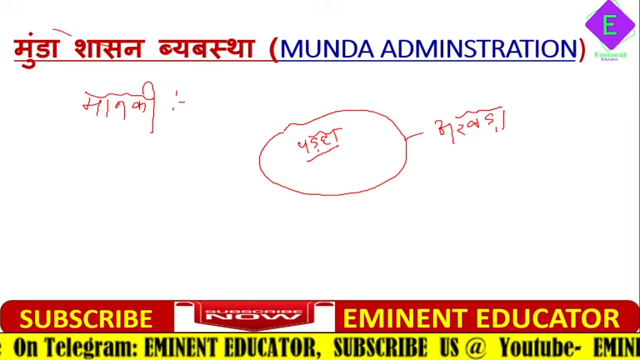 E
Eminent
Educator
मुंडा शासन ब्यबस्था (MUNDA ADMINSTRATION)
मानकी :-
पड़हा
अखड़ा
SUBSCRIBE SUBSCRIBE NOW EMINENT EDUCATOR
e On Telegram: EMINENT EDUCATOR, SUBSCRIBE US @ Youtube- EMIN